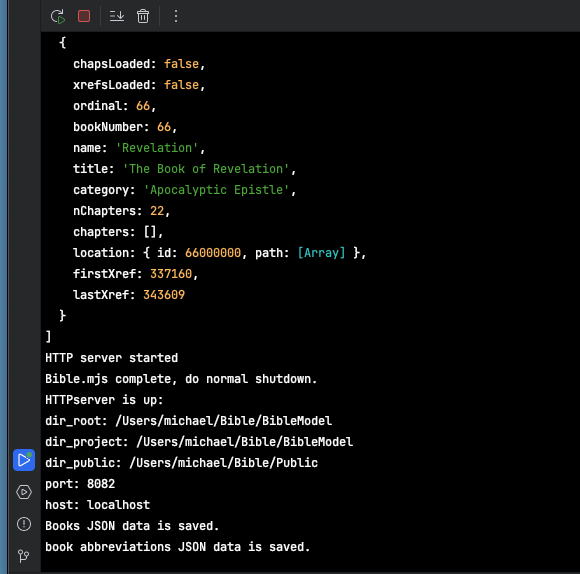 {
chapsLoaded: false,
xrefsLoaded: false,
ordinal: 66,
bookNumber: 66,
name: 'Revelation',
title: 'The Book of Revelation',
category: 'Apocalyptic Epistle',
nChapters: 22,
chapters: [],
location: { id: 66000000, path: [Array] },
firstXref: 337160,
lastXref: 343609
}
]
HTTP server started
Bible.mjs complete, do normal shutdown.
HTTPserver is up:
dir_root: /Users/michael/Bible/BibleModel
dir_project: /Users/michael/Bible/BibleModel
dir_public: /Users/michael/Bible/Public
port: 8082
host: localhost
Books JSON data is saved.
book abbreviations JSON data is saved.